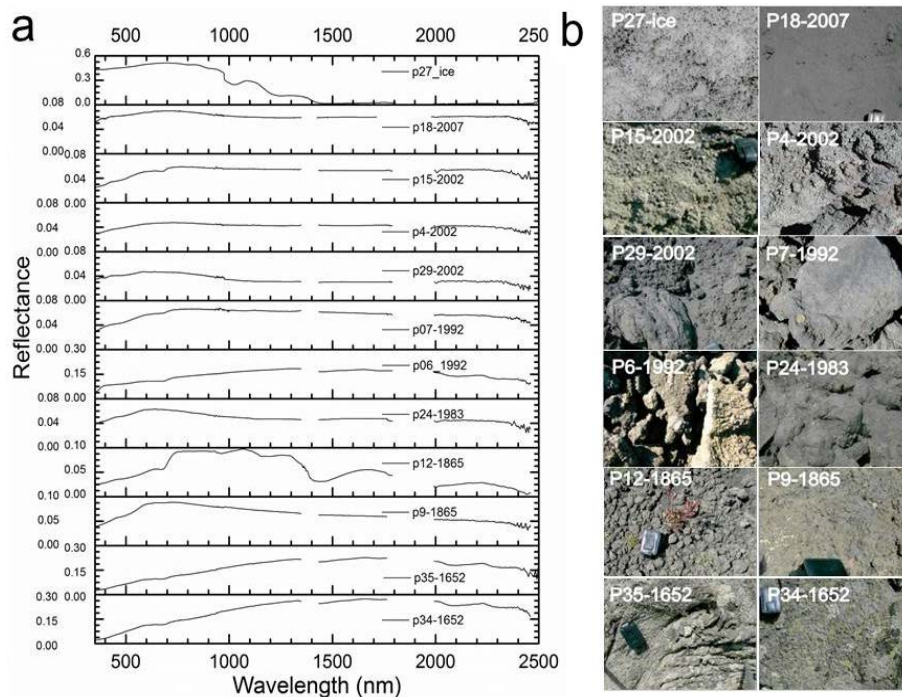 a
500 1000 1500 2000 2500
0.6
0.3
0.0
p27_ice
0.08
0.04
0.00
p18-2007
0.08
0.04
0.00
p15-2002
0.08
0.04
0.00
p4-2002
0.08
0.04
0.00
p29-2002
0.08
0.04
0.00
p07-1992
0.30
0.15
0.00
p06_1992
0.08
0.04
0.00
p24-1983
0.10
0.05
0.00
p12-1865
0.10
0.05
0.00
p9-1865
0.30
0.15
0.00
p35-1652
0.30
0.15
0.00
p34-1652
500 1000 1500 2000 2500
Wavelength (nm)
Reflectance
b
P27-ice P18-2007
P15-2002 P4-2002
P29-2002 P7-1992
P6-1992 P24-1983
P12-1865 P9-1865
P35-1652 P34-1652